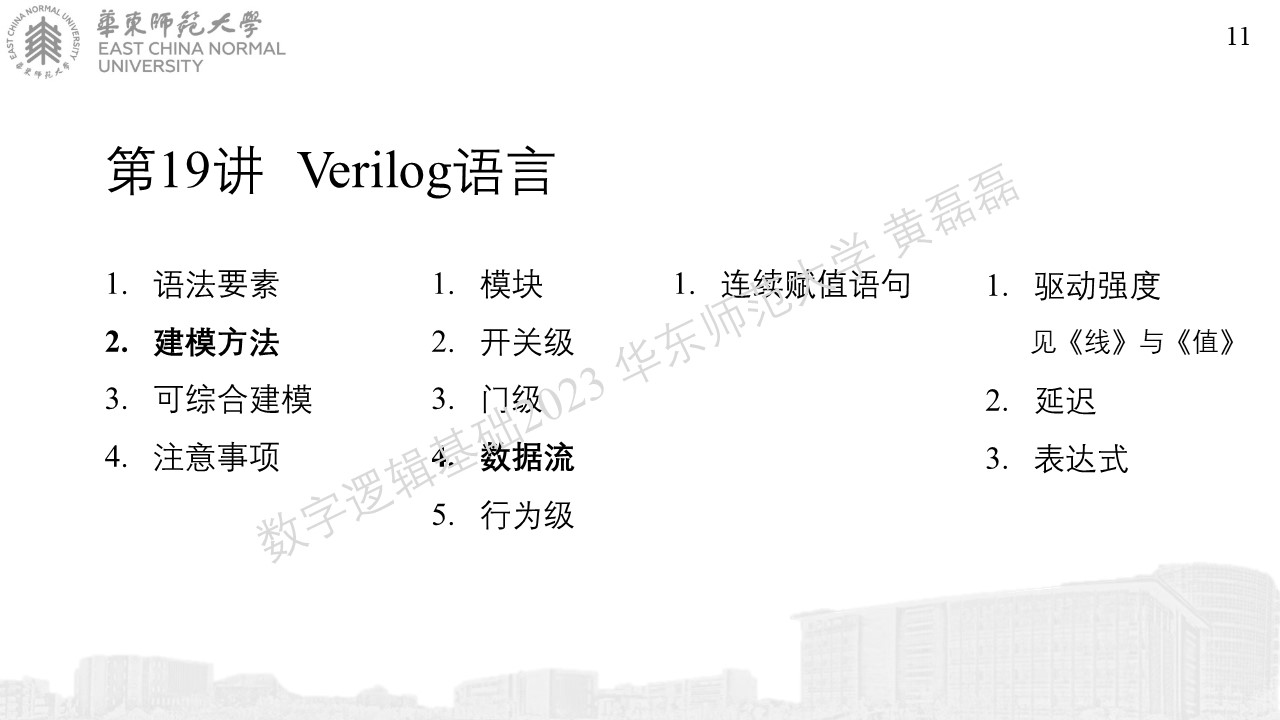 華東師範大學
EAST CHINA NORMAL
UNIVERSITY
EAST CHINA NORMAL UNIVERSITY
華東师范大学
11
第19讲 Verilog语言
1. 语法要素
2. 建模方法
3. 可综合建模
4. 注意事项
1. 模块
2. 开关级
3. 门级
4. 数据流
5. 行为级
1. 连续赋值语句
1. 驱动强度
见《线》与《值》
2. 延迟
3. 表达式
数字逻辑基础2023 华东师范大学 黄磊磊